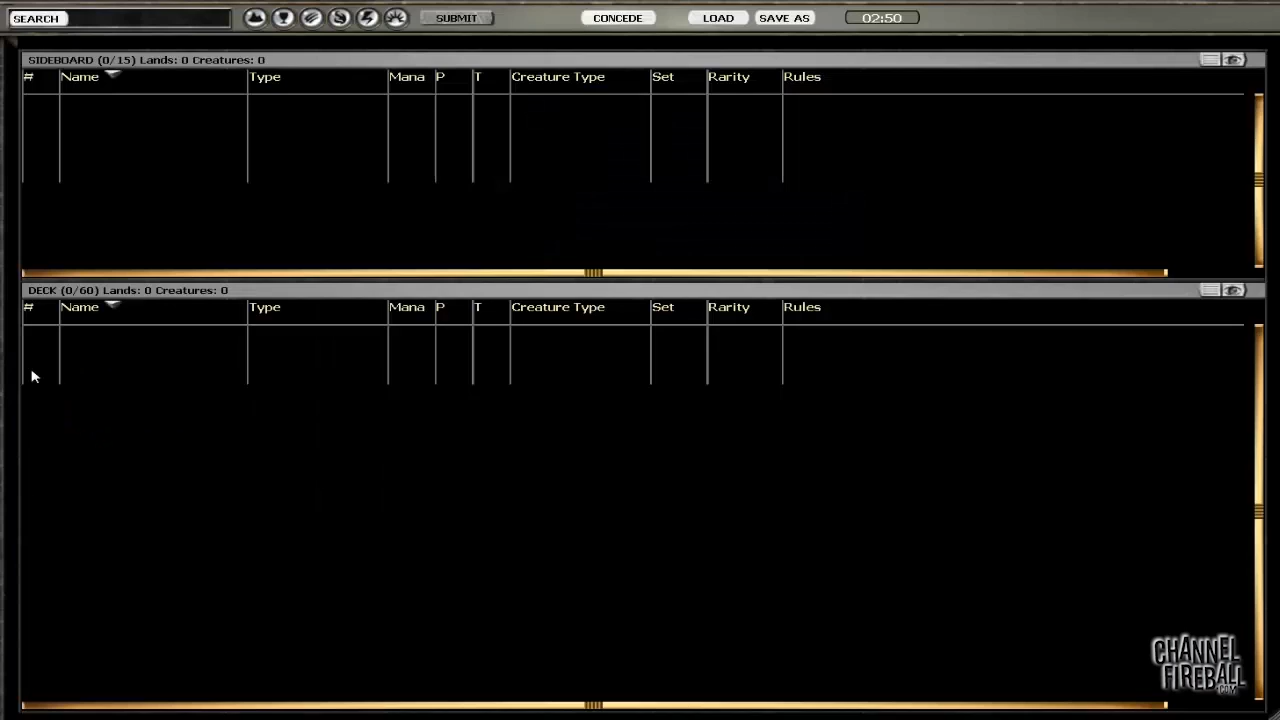 SEARCH SUBMIT CONCEDE LOAD SAVE AS 02:50
SIDEBOARD (0/15) Lands: 0 Creatures: 0
# Name Type Mana P T Creature Type Set Rarity Rules
DECK (0/60) Lands: 0 Creatures: 0
# Name Type Mana P T Creature Type Set Rarity Rules
CHANNEL
FIREBALL
.COM